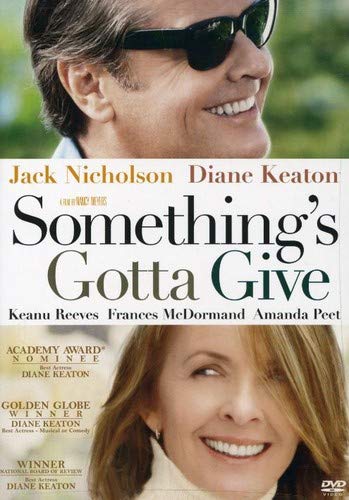 Jack Nicholson Diane Keaton
A FILM BY NANCY MEYERS
Something's
Gotta Give
Keanu Reeves Frances McDormand Amanda Peet
ACADEMY AWARD®
NOMINEE
Best Actress
DIANE KEATON
GOLDEN GLOBE
WINNER
DIANE KEATON
Best Actress - Musical or Comedy
WINNER
NATIONAL BOARD OF REVIEW
Best Actress
DIANE KEATON
DVD
VIDEO